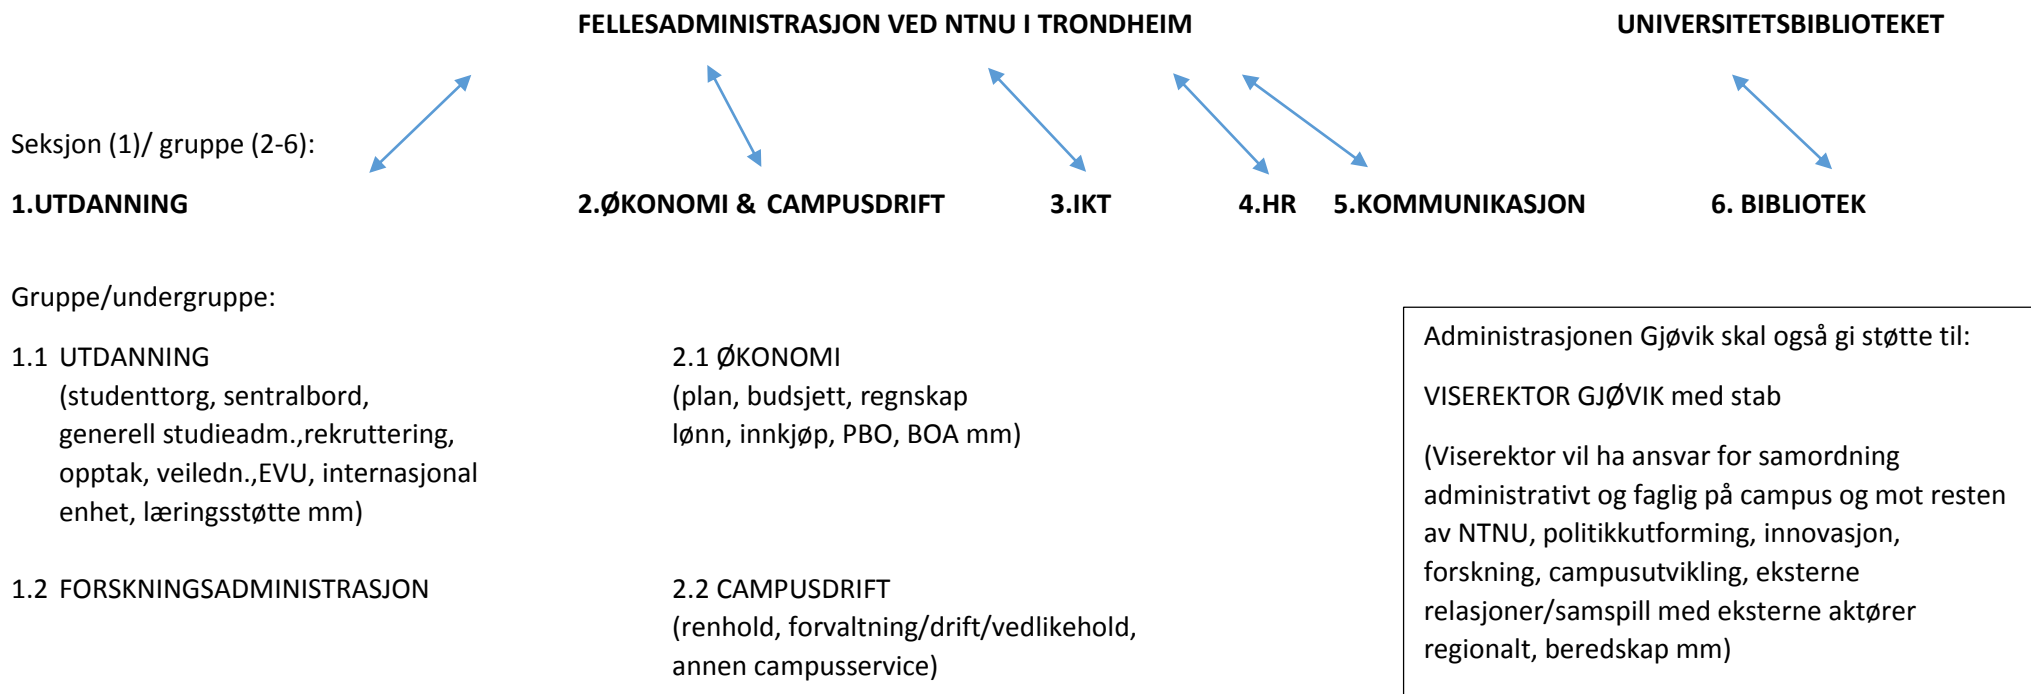 FELLESADMINISTRASJON VED NTNU I TRONDHEIM
UNIVERSITETSBIBLIOTEKET
Seksjon (1)/ gruppe (2-6):
1.UTDANNING
2.ØKONOMI & CAMPUSDRIFT
3.IKT
4.HR
5.KOMMUNIKASJON
6. BIBLIOTEK
Gruppe/undergruppe:
1.1 UTDANNING
(studenttorg, sentralbord,
generell studieadm.,rekruttering,
opptak, veiledn.,EVU, internasjonal
enhet, læringsstøtte mm)
1.2 FORSKNINGSADMINISTRASJON
2.1 ØKONOMI
(plan, budsjett, regnskap
lønn, innkjøp, PBO, BOA mm)
2.2 CAMPUSDRIFT
(renhold, forvaltning/drift/vedlikehold,
annen campusservice)
Administrasjonen Gjøvik skal også gi støtte til:
VISEREKTOR GJØVIK med stab
(Viserektor vil ha ansvar for samordning
administrativt og faglig på campus og mot resten
av NTNU, politikkutforming, innovasjon,
forskning, campusutvikling, eksterne
relasjoner/samspill med eksterne aktører
regionalt, beredskap mm)